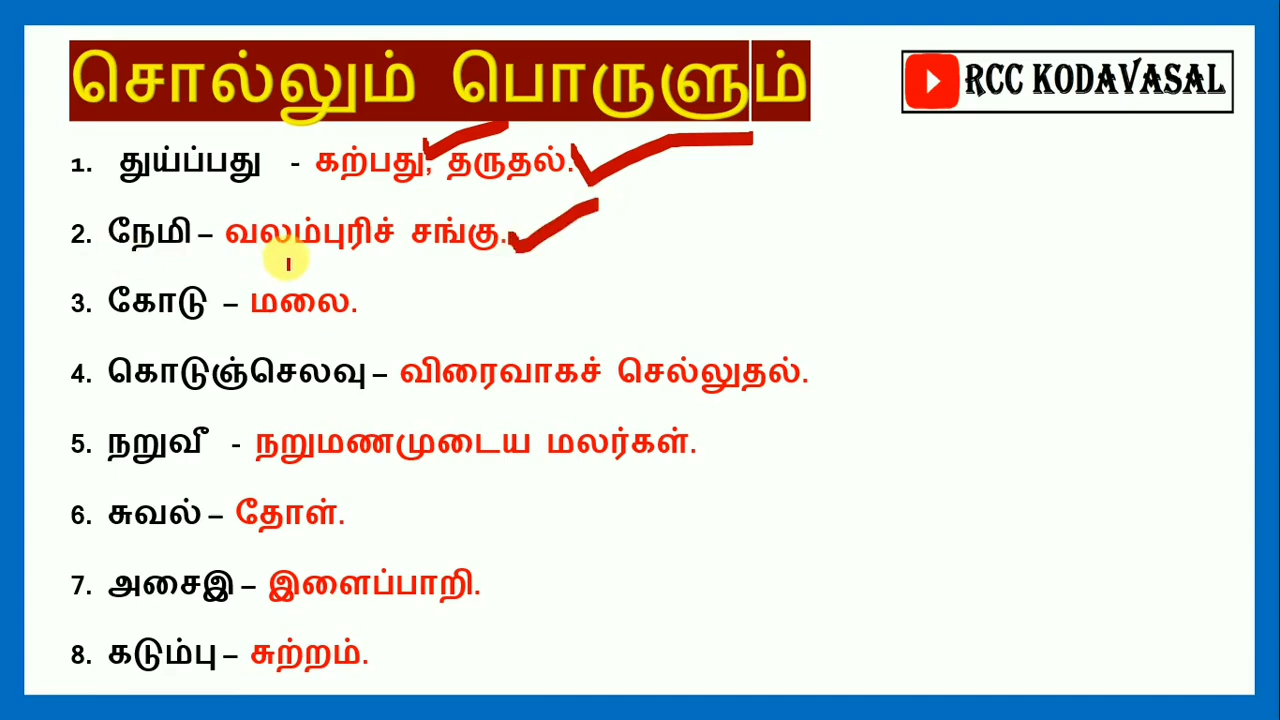 சொல்லும் பொருளும்
RCC KODAVASAL
1. துய்ப்பது - கற்பது, தருதல்.
2. நேமி – வலம்புரிச் சங்கு.
3. கோடு – மலை.
4. கொடுஞ்செலவு – விரைவாகச் செல்லுதல்.
5. நறுவீ - நறுமணமுடைய மலர்கள்.
6. சுவல் – தோள்.
7. அசைஇ – இளைப்பாறி.
8. கடும்பு – சுற்றம்.